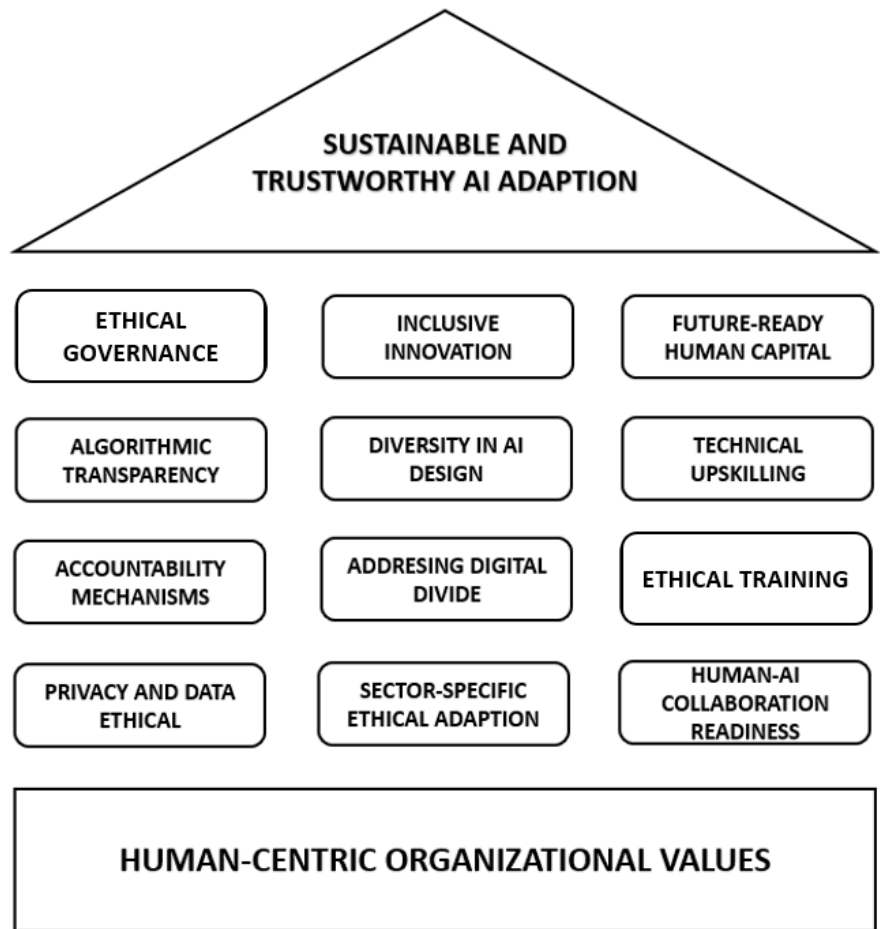 SUSTAINABLE AND
TRUSTWORTHY AI ADAPTION
ETHICAL
GOVERNANCE
INCLUSIVE
INNOVATION
FUTURE-READY
HUMAN CAPITAL
ALGORITHMIC
TRANSPARENCY
DIVERSITY IN AI
DESIGN
TECHNICAL
UPSKILLING
ACCOUNTABILITY
MECHANISMS
ADDRESING DIGITAL
DIVIDE
ETHICAL TRAINING
PRIVACY AND DATA
ETHICAL
SECTOR-SPECIFIC
ETHICAL ADAPTION
HUMAN-AI
COLLABORATION
READINESS
HUMAN-CENTRIC ORGANIZATIONAL VALUES